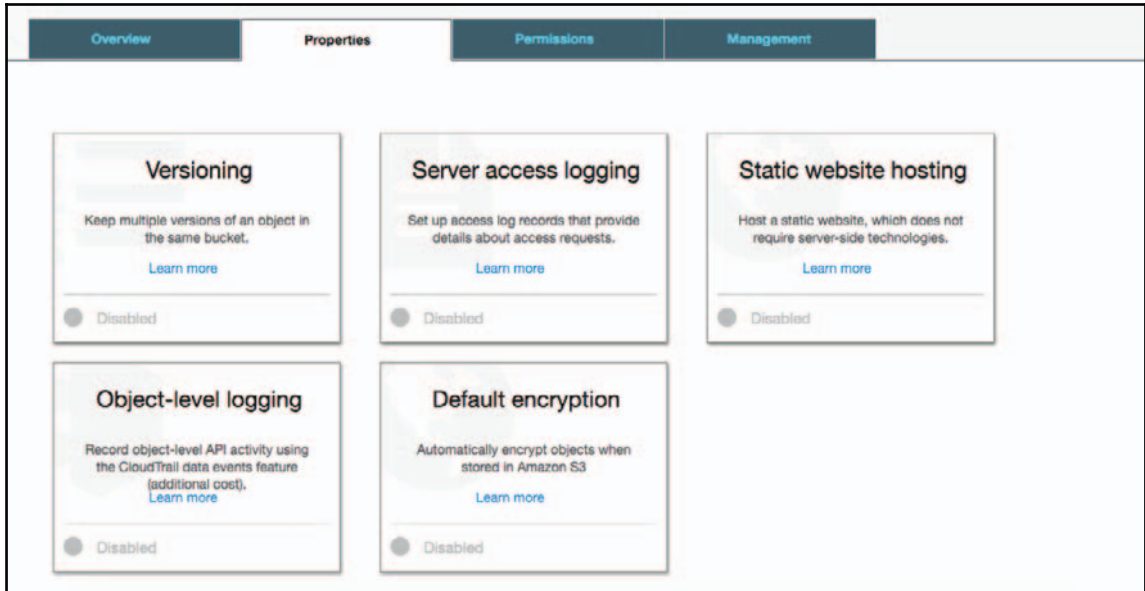 Overview Properties Permissions Management
Versioning
Keep multiple versions of an object in
the same bucket.
Learn more
Disabled
Server access logging
Set up access log records that provide
details about access requests.
Learn more
Disabled
Static website hosting
Host a static website, which does not
require server-side technologies.
Learn more
Disabled
Object-level logging
Record object-level API activity using
the CloudTrail data events feature
(additional cost).
Learn more
Disabled
Default encryption
Automatically encrypt objects when
stored in Amazon S3
Learn more
Disabled